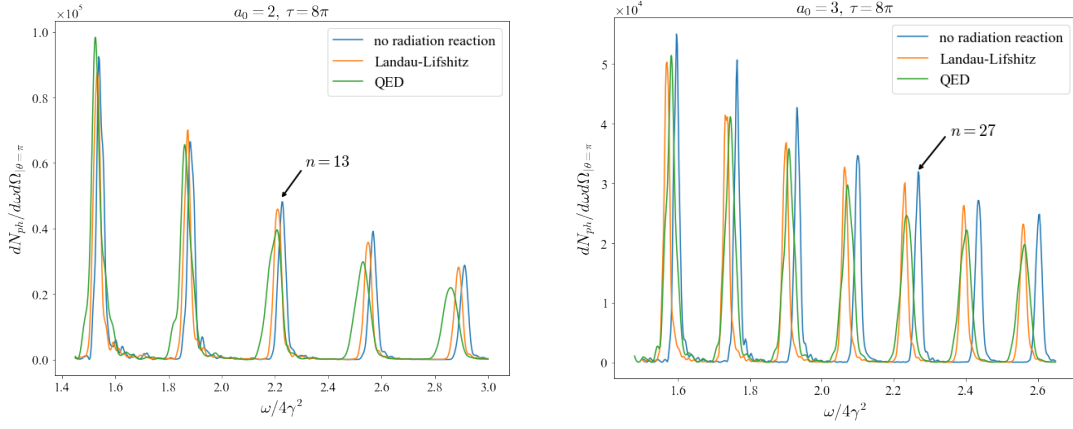 a₀ = 2, τ = 8π
1.0
×10⁵
0.8
0.6
0.4
0.2
0.0
dN_ph/dωdΩ|θ=π
no radiation reaction
Landau-Lifshitz
QED
n = 13
1.4 1.6 1.8 2.0 2.2 2.4 2.6 2.8 3.0
ω/4γ²
a₀ = 3, τ = 8π
×10⁴
5
4
3
2
1
0
dN_ph/dωdΩ|θ=π
no radiation reaction
Landau-Lifshitz
QED
n = 27
1.6 1.8 2.0 2.2 2.4 2.6
ω/4γ²